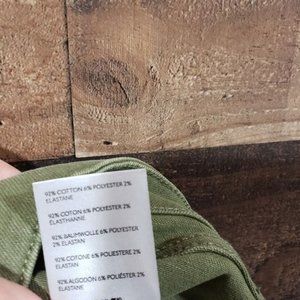 92% COTTON 6% POLYESTER 2%
ELASTANE
92% COTON 6% POLYESTER 2%
ÉLASTHANNE
92% BAUMWOLLE 6% POLYESTER
2% ELASTAN
92% COTONE 6% POLIESTERE 2%
ELASTAN
92% ALGODÓN 6% POLIÉSTER 2%
ELASTANO